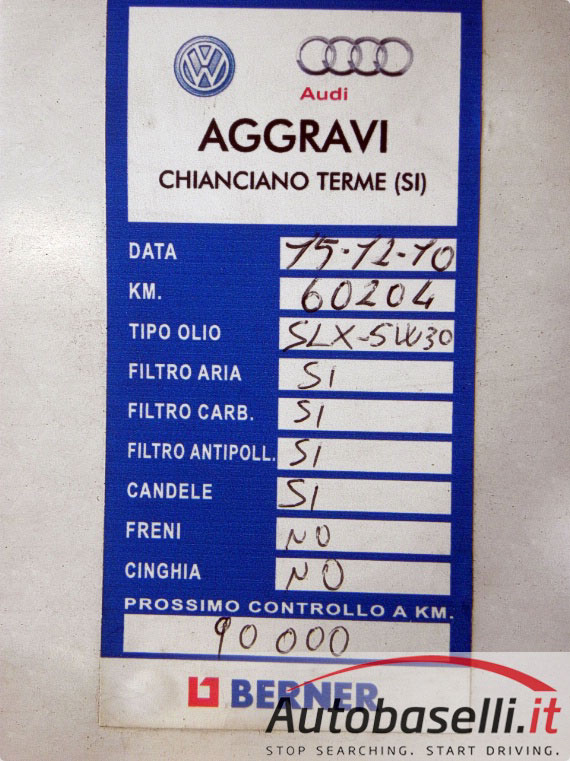 Audi
AGGRAVI
CHIANCIANO TERME (SI)
DATA 15-12-10
KM. 60204
TIPO OLIO SLX-5W30
FILTRO ARIA SI
FILTRO CARB. SI
FILTRO ANTIPOLL. SI
CANDELE SI
FRENI NO
CINGHIA NO
PROSSIMO CONTROLLO A KM.
90000
BERNER
Autobaselli.it
STOP SEARCHING. START DRIVING.